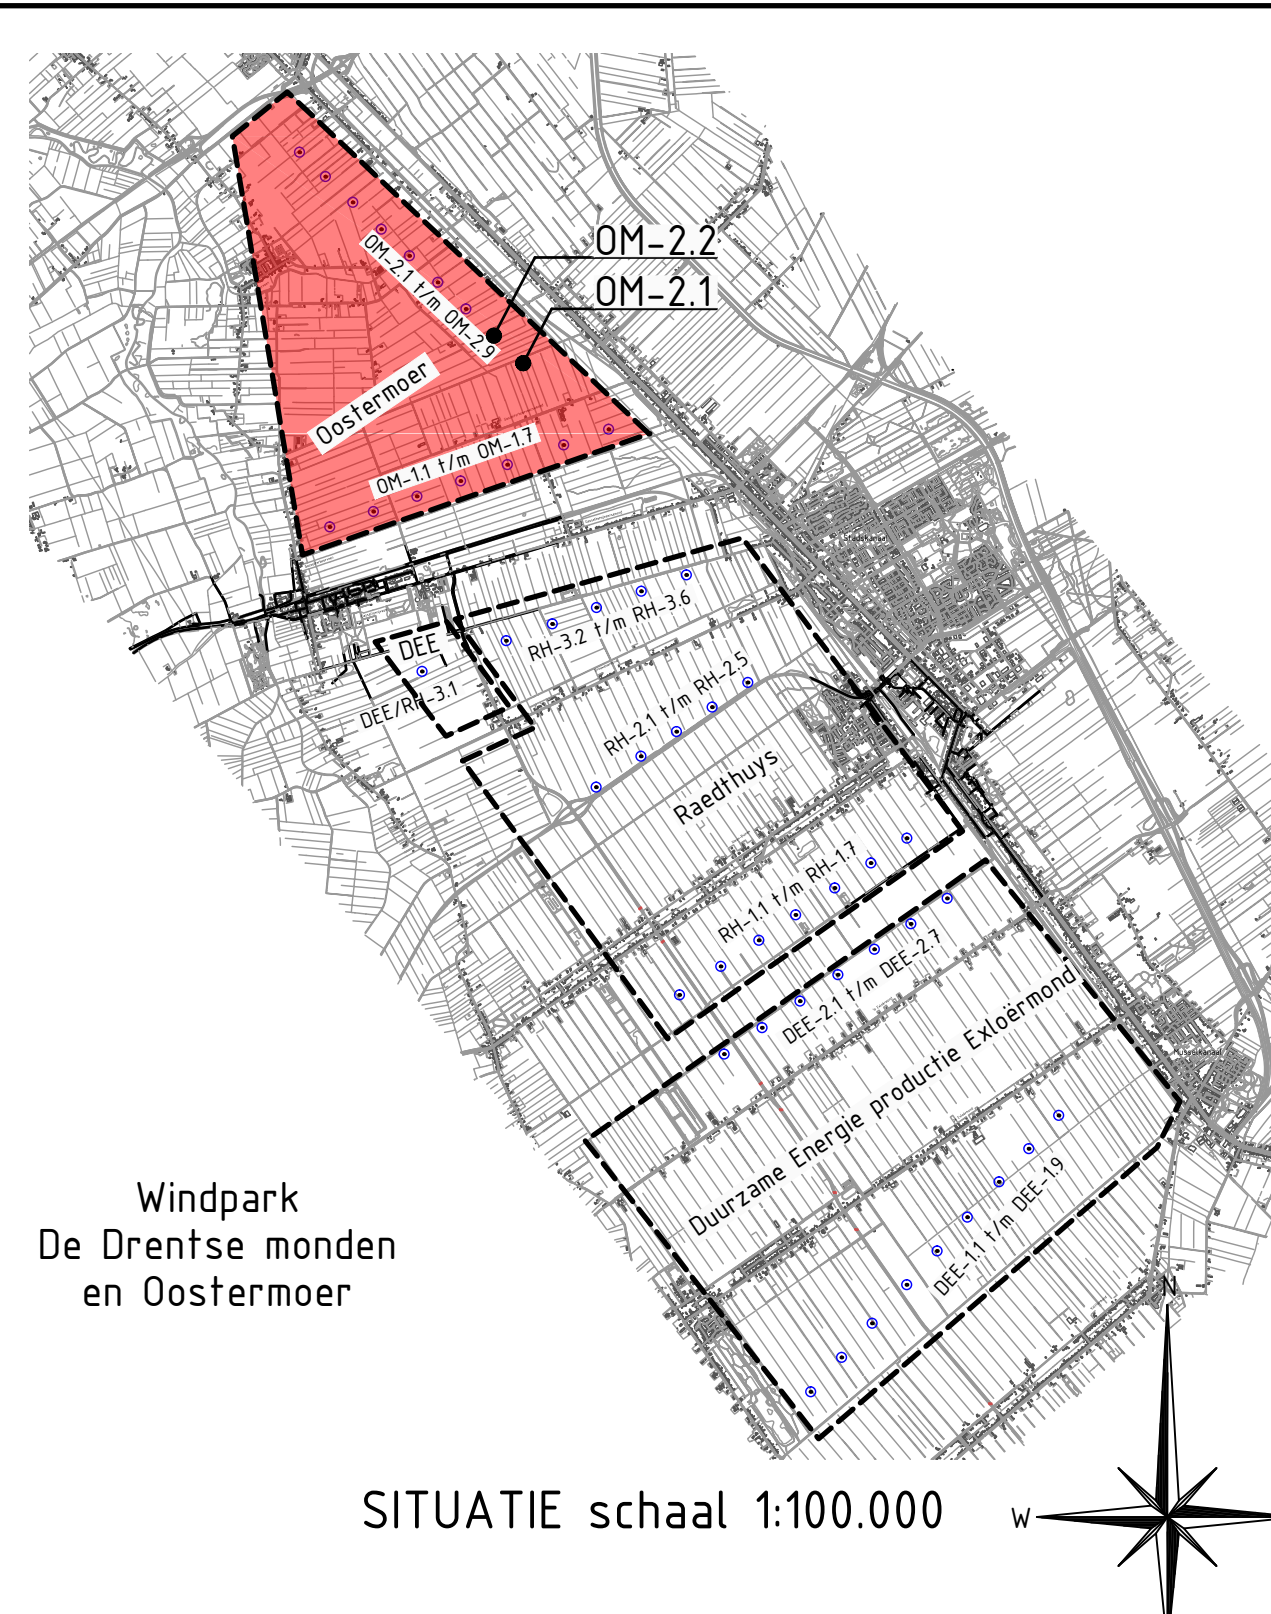 OM-2.2
OM-2.1
OM-2.1 t/m OM-2.9
Oostermoer
OM-1.1 t/m OM-1.7
Stadskanaal
RH-3.2 t/m RH-3.6
DEE
DEE/RH-3.1
RH-2.1 t/m RH-2.5
Raedthuys
RH-1.1 t/m RH-1.7
DEE-2.1 t/m DEE-2.7
Duurzame Energie productie Exloërmond
Musselkanaal
DEE-1.1 t/m DEE-1.9
Windpark
De Drentse monden
en Oostermoer
N
W
SITUATIE schaal 1:100.000